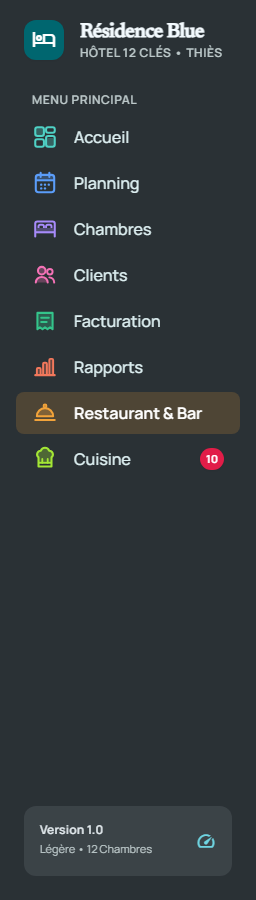 Résidence Blue
HÔTEL 12 CLÉS • THIÈS
MENU PRINCIPAL
Accueil
Planning
Chambres
Clients
Facturation
Rapports
Restaurant & Bar
Cuisine 10
Version 1.0
Légère • 12 Chambres